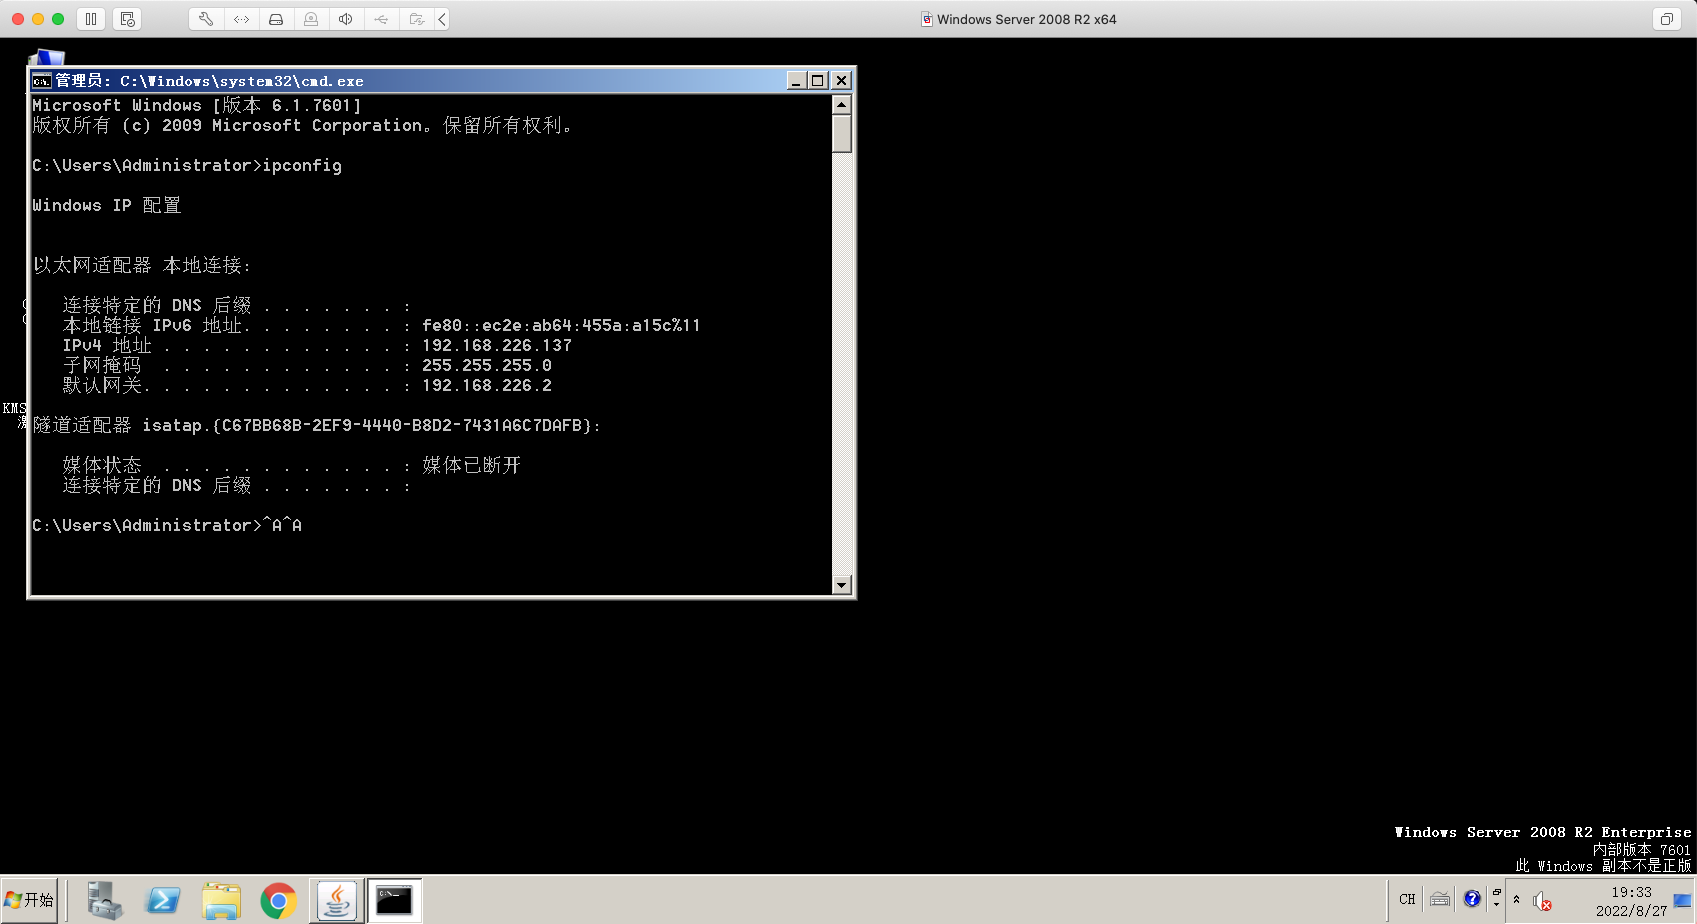 Windows Server 2008 R2 x64
管理员: C:\Windows\system32\cmd.exe
Microsoft Windows [版本 6.1.7601]
版权所有 (c) 2009 Microsoft Corporation。保留所有权利。
C:\Users\Administrator>ipconfig
Windows IP 配置
以太网适配器 本地连接:
连接特定的 DNS 后缀 . . . . . . . :
本地链接 IPv6 地址. . . . . . . . : fe80::ec2e:ab64:455a:a15c%11
IPv4 地址 . . . . . . . . . . . . : 192.168.226.137
子网掩码  . . . . . . . . . . . . : 255.255.255.0
默认网关. . . . . . . . . . . . . : 192.168.226.2
隧道适配器 isatap.{C67BB68B-2EF9-4440-B8D2-7431A6C7DAFB}:
媒体状态  . . . . . . . . . . . . : 媒体已断开
连接特定的 DNS 后缀 . . . . . . . :
C:\Users\Administrator>^A^A
KMS
激
Windows Server 2008 R2 Enterprise
内部版本 7601
此 Windows 副本不是正版
开始
CH
19:33
2022/8/27